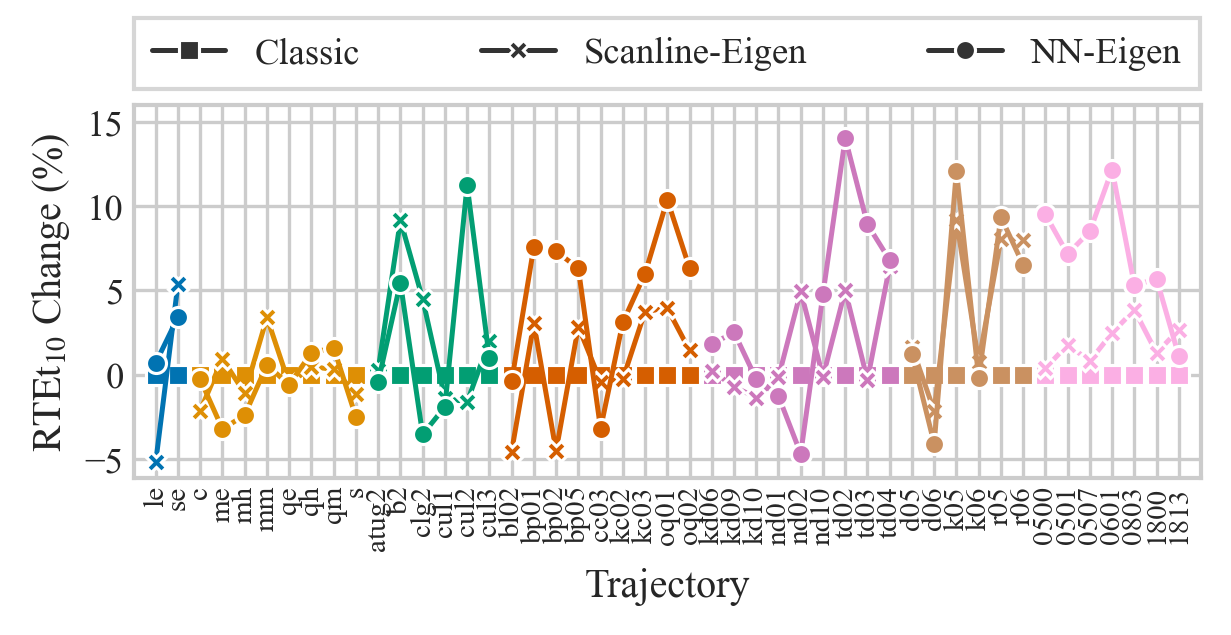 Classic Scanline-Eigen NN-Eigen
RTEt10 Change (%)
15
10
5
0
−5
le se c me mh mm qe qh qm s atug2 b2 clg2 cul1 cul2 cul3 bl02 bp01 bp02 bp05 cc03 kc02 kc03 oq01 oq02 kd06 kd09 kd10 nd01 nd02 nd10 td02 td03 td04 d05 d06 k05 k06 r05 r06 0500 0501 0507 0601 0803 1800 1813
Trajectory